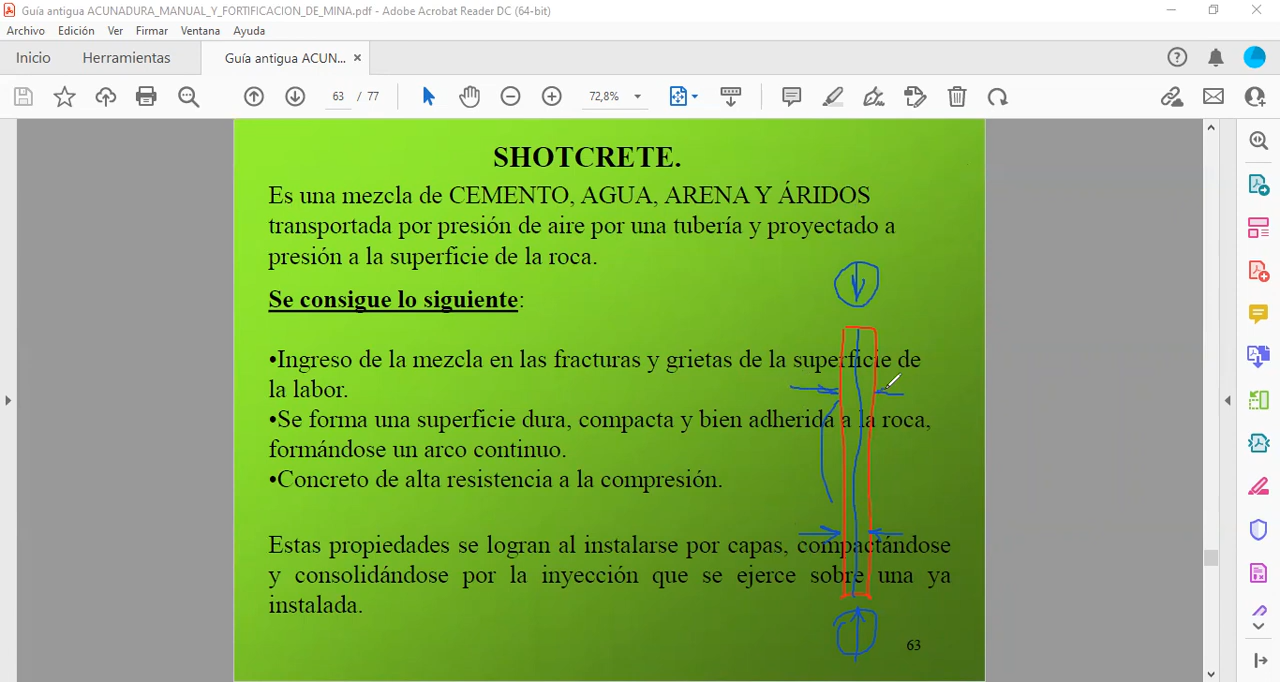 Guía antigua ACUNADURA_MANUAL_Y_FORTIFICACION_DE_MINA.pdf - Adobe Acrobat Reader DC (64-bit)
Archivo Edición Ver Firmar Ventana Ayuda
Inicio Herramientas Guía antigua ACUN... ×
63 / 77 72,8%
SHOTCRETE.
Es una mezcla de CEMENTO, AGUA, ARENA Y ÁRIDOS
transportada por presión de aire por una tubería y proyectado a
presión a la superficie de la roca.
Se consigue lo siguiente:
•Ingreso de la mezcla en las fracturas y grietas de la superficie de
la labor.
•Se forma una superficie dura, compacta y bien adherida a la roca,
formándose un arco continuo.
•Concreto de alta resistencia a la compresión.
Estas propiedades se logran al instalarse por capas, compactándose
y consolidándose por la inyección que se ejerce sobre una ya
instalada.
63